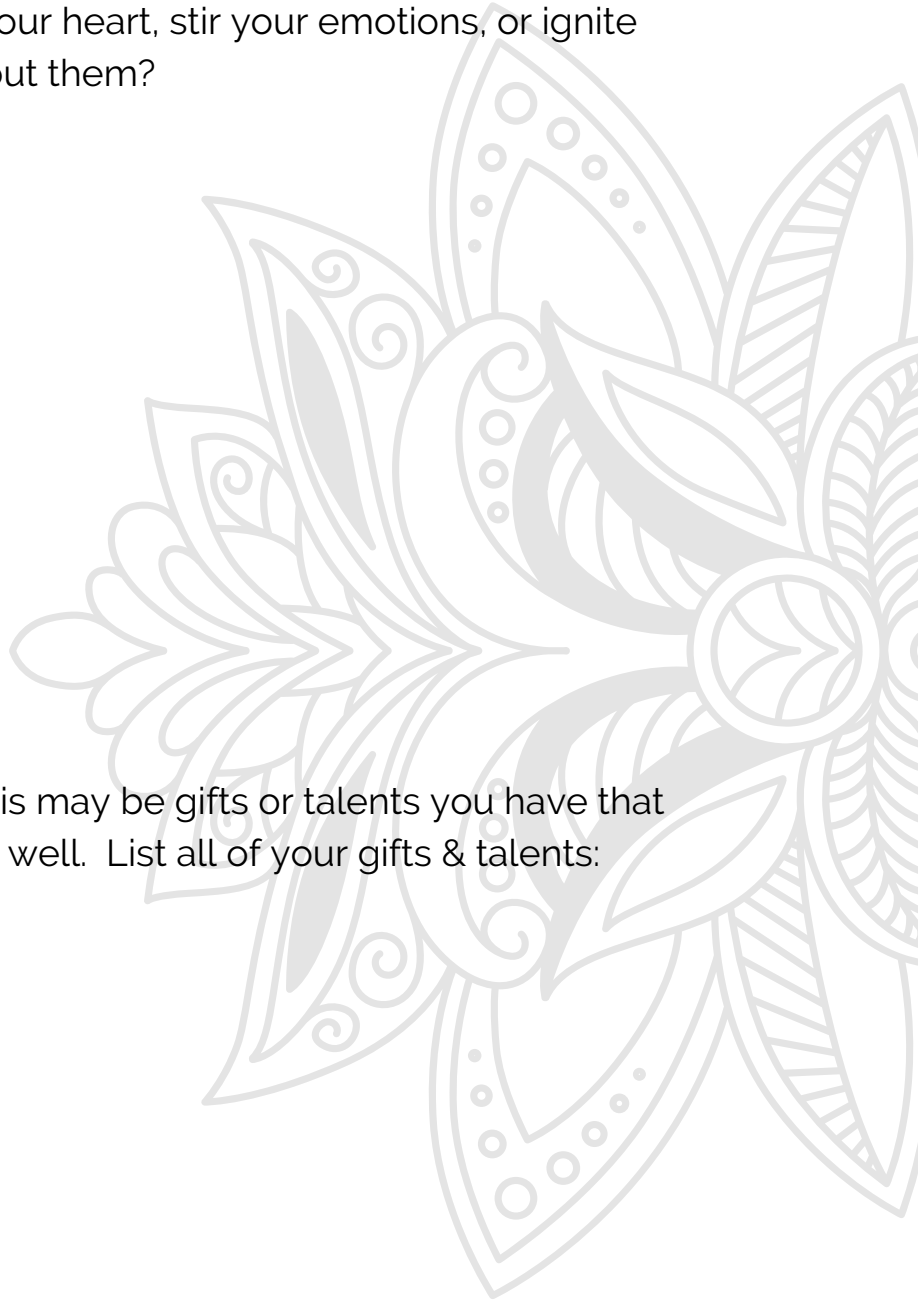 our heart, stir your emotions, or ignite
out them?
is may be gifts or talents you have that
well.  List all of your gifts & talents: